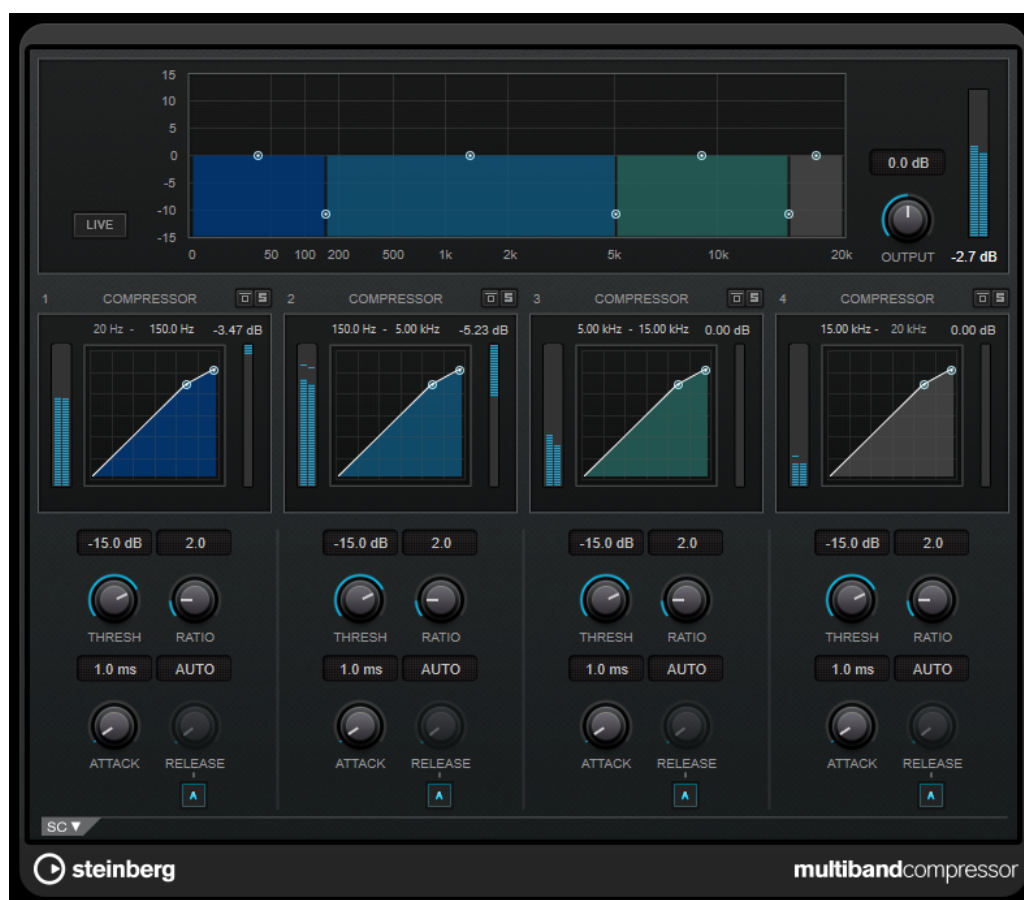 15
10
5
0
-5
-10
-15
LIVE
0 50 100 200 500 1k 2k 5k 10k 20k
0.0 dB
OUTPUT -2.7 dB
1 COMPRESSOR S 2 COMPRESSOR S 3 COMPRESSOR S 4 COMPRESSOR S
20 Hz - 150.0 Hz -3.47 dB 150.0 Hz - 5.00 kHz -5.23 dB 5.00 kHz - 15.00 kHz 0.00 dB 15.00 kHz - 20 kHz 0.00 dB
-15.0 dB 2.0 -15.0 dB 2.0 -15.0 dB 2.0 -15.0 dB 2.0
THRESH RATIO THRESH RATIO THRESH RATIO THRESH RATIO
1.0 ms AUTO 1.0 ms AUTO 1.0 ms AUTO 1.0 ms AUTO
ATTACK RELEASE ATTACK RELEASE ATTACK RELEASE ATTACK RELEASE
A A A A
SC ▼
steinberg multibandcompressor